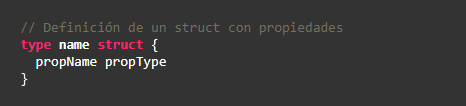 // Definición de un struct con propiedades
type name struct {
  propName propType
}